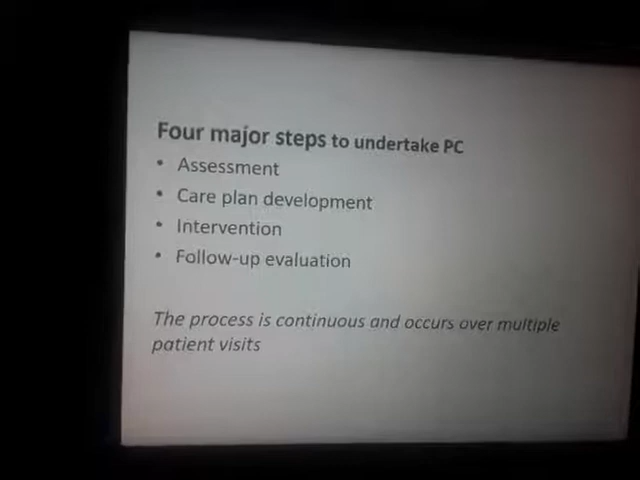 Four major steps to undertake PC
• Assessment
• Care plan development
• Intervention
• Follow-up evaluation
The process is continuous and occurs over multiple
patient visits